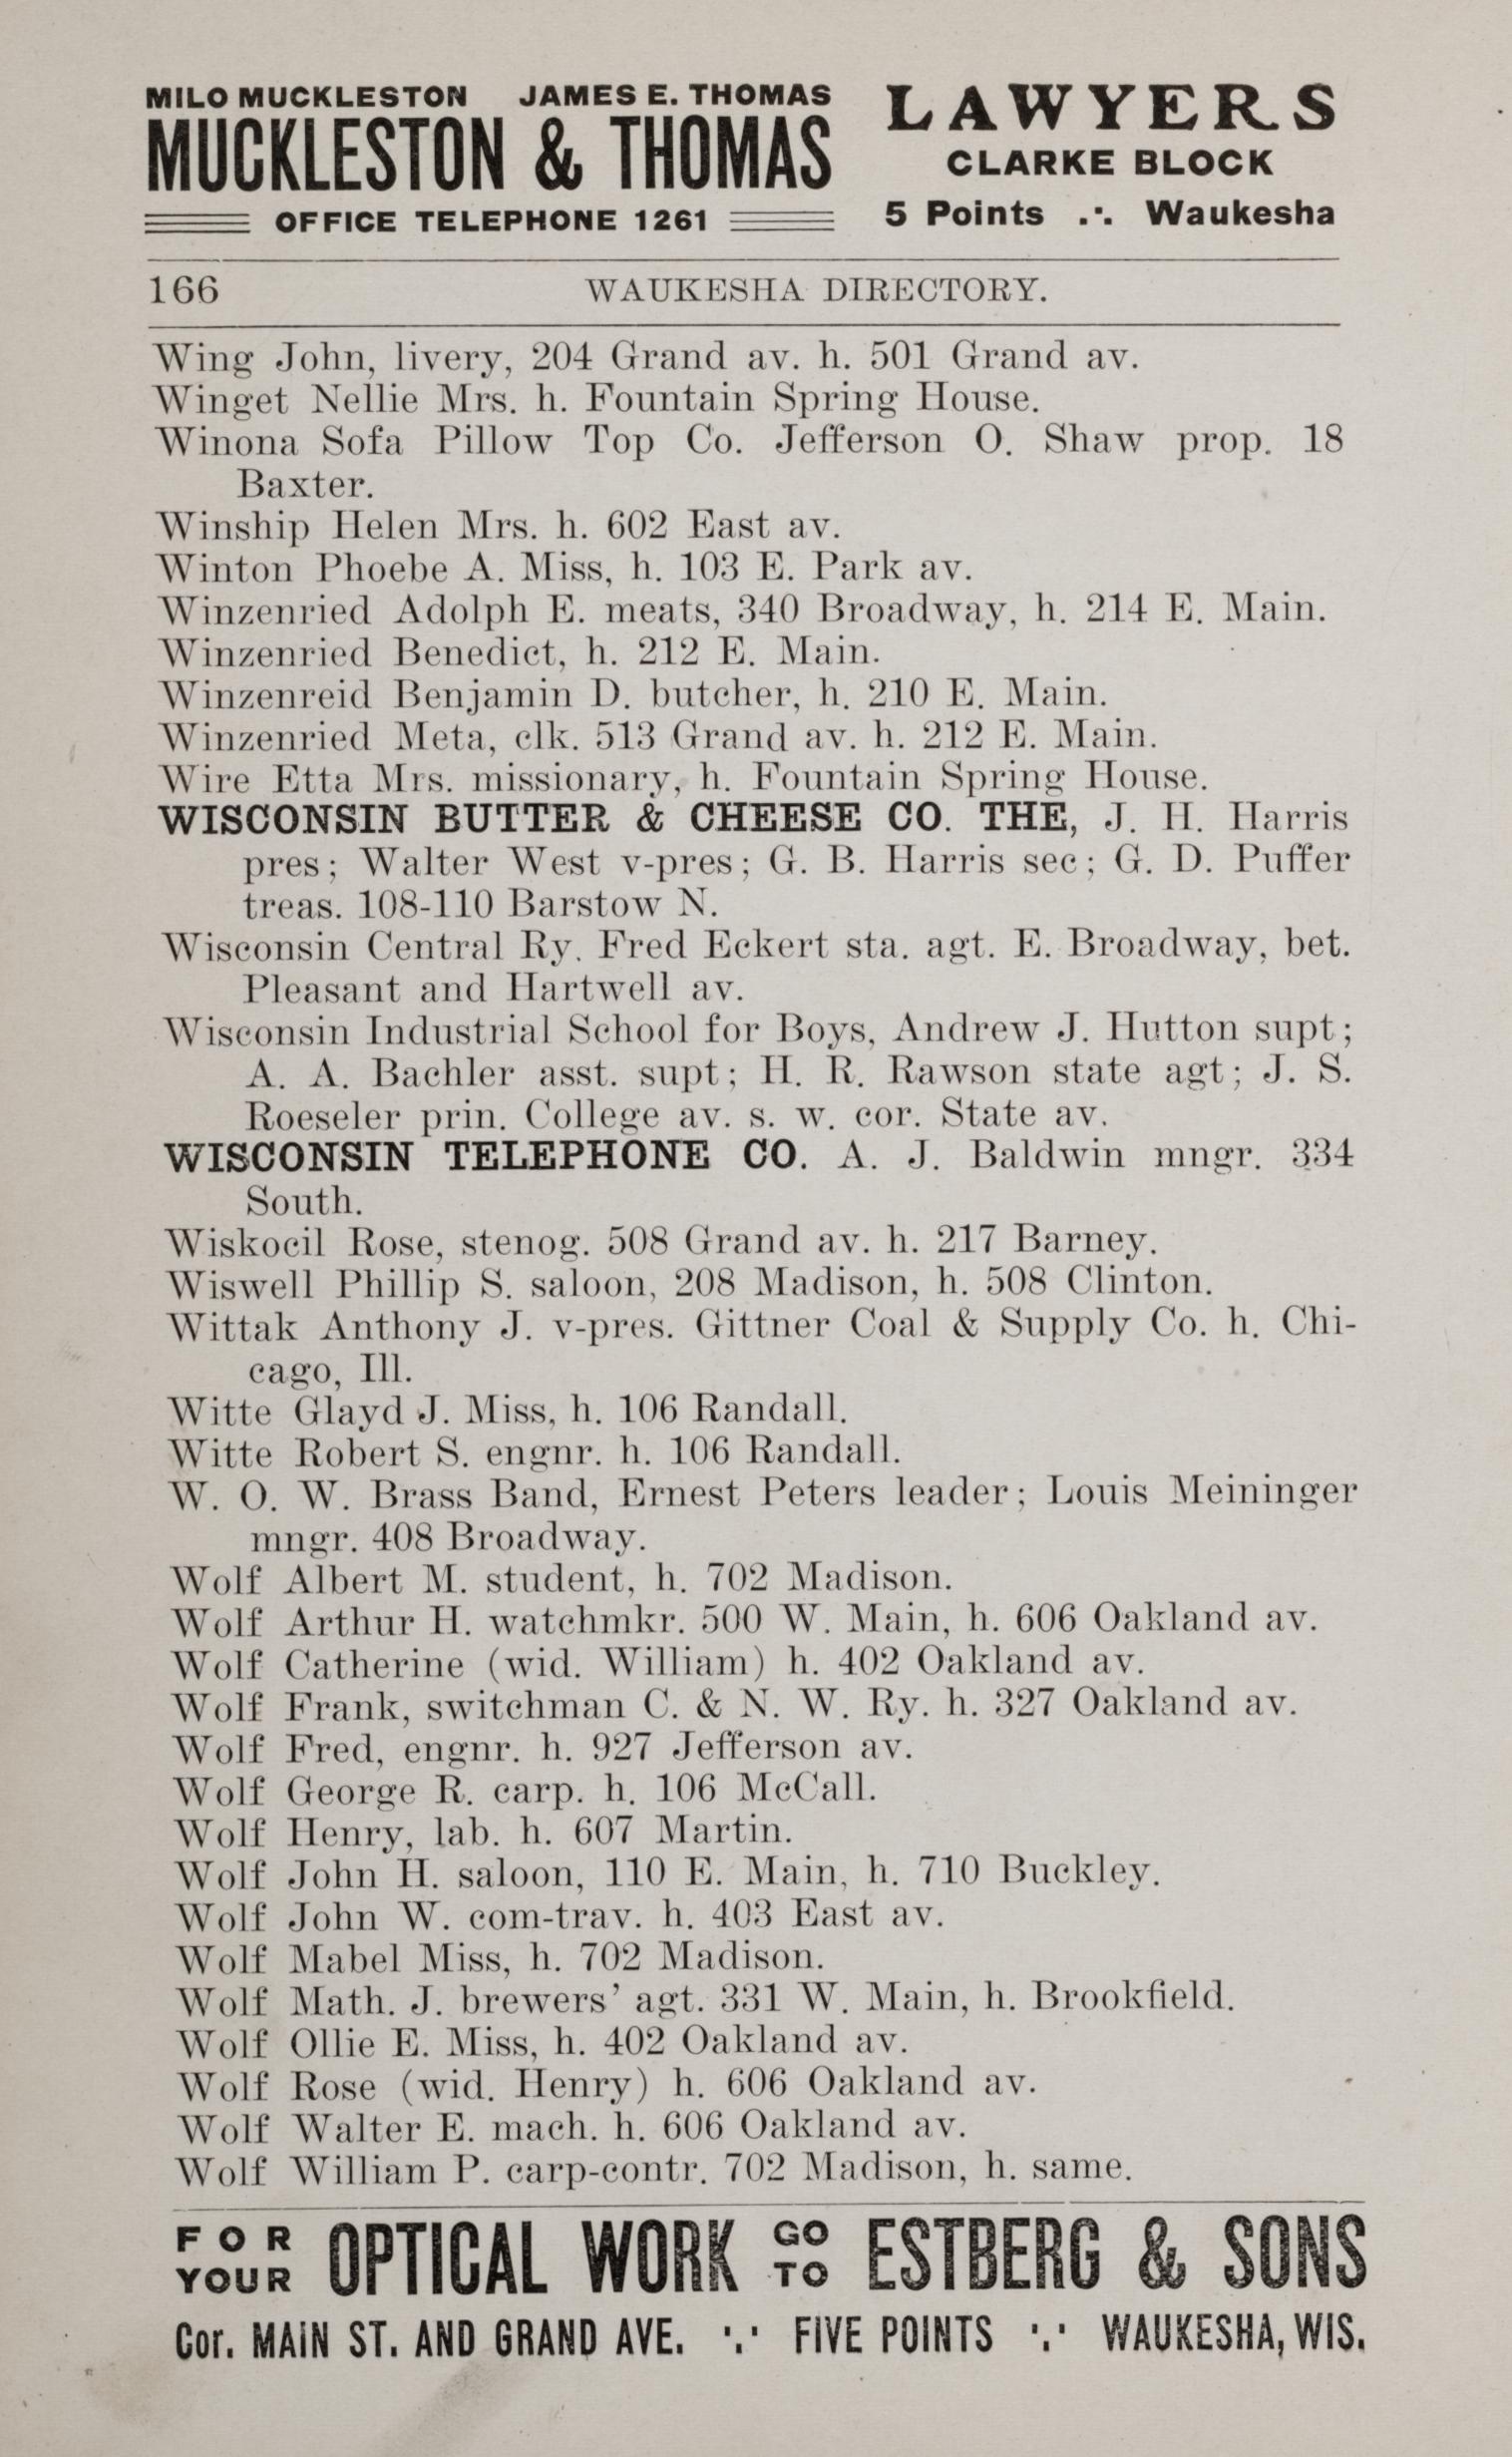 MILO MUCKLESTON JAMES E. THOMAS
MUCKLESTON & THOMAS
OFFICE TELEPHONE 1261
LAWYERS
CLARKE BLOCK
5 Points .·. Waukesha
166 WAUKESHA DIRECTORY.
Wing John, livery, 204 Grand av. h. 501 Grand av.
Winget Nellie Mrs. h. Fountain Spring House.
Winona Sofa Pillow Top Co. Jefferson O. Shaw prop. 18
Baxter.
Winship Helen Mrs. h. 602 East av.
Winton Phoebe A. Miss, h. 103 E. Park av.
Winzenried Adolph E. meats, 340 Broadway, h. 214 E. Main.
Winzenried Benedict, h. 212 E. Main.
Winzenreid Benjamin D. butcher, h. 210 E. Main.
Winzenried Meta, clk. 513 Grand av. h. 212 E. Main.
Wire Etta Mrs. missionary, h. Fountain Spring House.
WISCONSIN BUTTER & CHEESE CO. THE, J. H. Harris
pres; Walter West v-pres; G. B. Harris sec; G. D. Puffer
treas. 108-110 Barstow N.
Wisconsin Central Ry. Fred Eckert sta. agt. E. Broadway, bet.
Pleasant and Hartwell av.
Wisconsin Industrial School for Boys, Andrew J. Hutton supt;
A. A. Bachler asst. supt; H. R. Rawson state agt; J. S.
Roeseler prin. College av. s. w. cor. State av.
WISCONSIN TELEPHONE CO. A. J. Baldwin mngr. 334
South.
Wiskocil Rose, stenog. 508 Grand av. h. 217 Barney.
Wiswell Phillip S. saloon, 208 Madison, h. 508 Clinton.
Wittak Anthony J. v-pres. Gittner Coal & Supply Co. h. Chi-
cago, Ill.
Witte Glayd J. Miss, h. 106 Randall.
Witte Robert S. engnr. h. 106 Randall.
W. O. W. Brass Band, Ernest Peters leader; Louis Meininger
mngr. 408 Broadway.
Wolf Albert M. student, h. 702 Madison.
Wolf Arthur H. watchmkr. 500 W. Main, h. 606 Oakland av.
Wolf Catherine (wid. William) h. 402 Oakland av.
Wolf Frank, switchman C. & N. W. Ry. h. 327 Oakland av.
Wolf Fred, engnr. h. 927 Jefferson av.
Wolf George R. carp. h. 106 McCall.
Wolf Henry, lab. h. 607 Martin.
Wolf John H. saloon, 110 E. Main, h. 710 Buckley.
Wolf John W. com-trav. h. 403 East av.
Wolf Mabel Miss, h. 702 Madison.
Wolf Math. J. brewers' agt. 331 W. Main, h. Brookfield.
Wolf Ollie E. Miss, h. 402 Oakland av.
Wolf Rose (wid. Henry) h. 606 Oakland av.
Wolf Walter E. mach. h. 606 Oakland av.
Wolf William P. carp-contr. 702 Madison, h. same.
FOR YOUR OPTICAL WORK GO TO ESTBERG & SONS
Cor. MAIN ST. AND GRAND AVE. ·.· FIVE POINTS ·.· WAUKESHA, WIS.